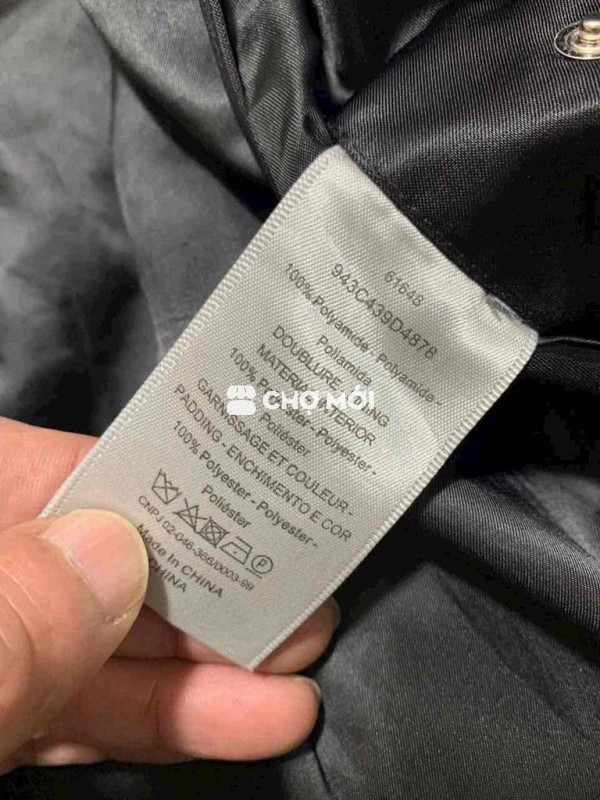 61648
943C439D4878
100% Polyamide - Polyamide -
Poliamida
DOUBLURE - LINING
MATERIAL INTERIOR
100% Polyester - Polyester -
Poliéster
GARNISSAGE ET COULEUR -
PADDING - ENCHIMENTO E COR
100% Polyester - Polyester -
Poliéster
P
CNPJ 02-046-366/0003-99
Made In CHINA
CHINA
CHỢ MỚI